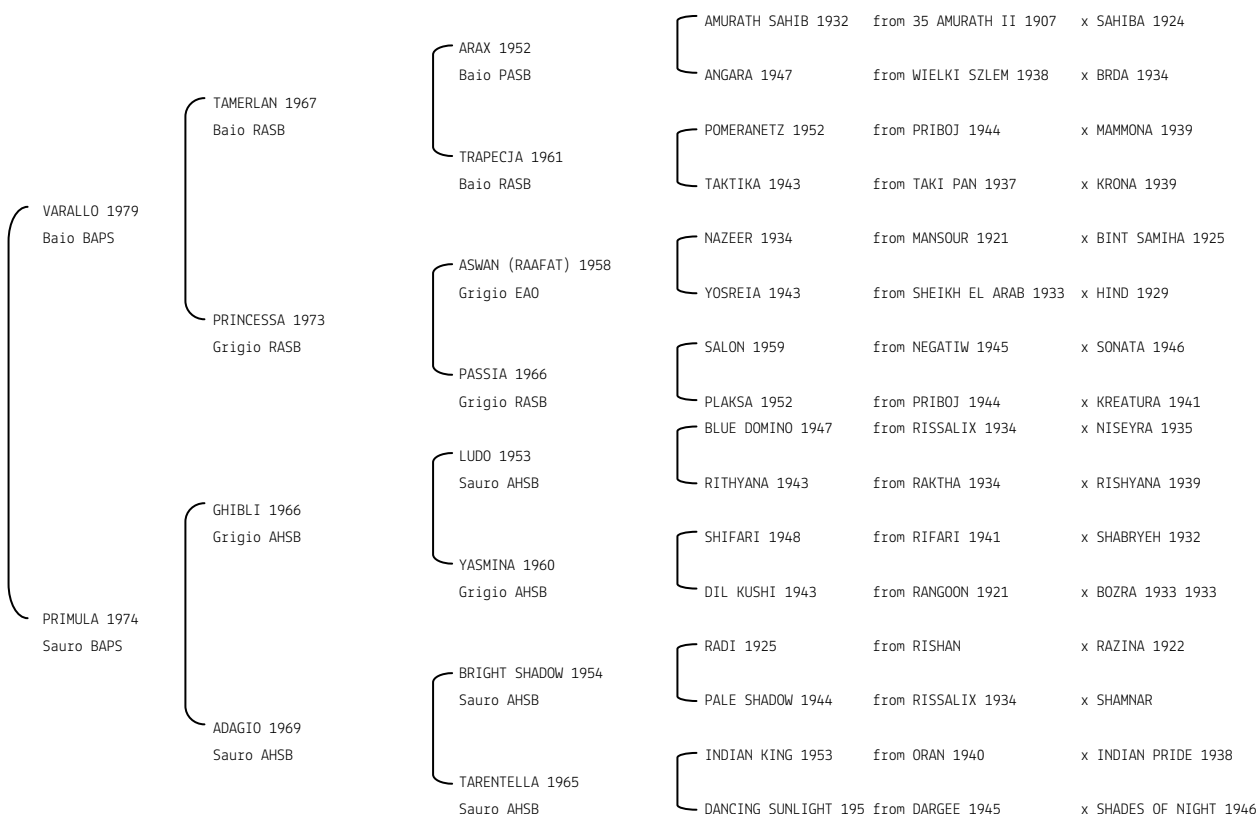 AMURATH SAHIB 1932 from 35 AMURATH II 1907 x SAHIBA 1924
ARAX 1952
Baio PASB
ANGARA 1947 from WIELKI SZLEM 1938 x BRDA 1934
TAMERLAN 1967
Baio RASB
POMERANETZ 1952 from PRIBOJ 1944 x MAMMONA 1939
TRAPECJA 1961
Baio RASB
TAKTIKA 1943 from TAKI PAN 1937 x KRONA 1939
VARALLO 1979
Baio BAPS
NAZEER 1934 from MANSOUR 1921 x BINT SAMIHA 1925
ASWAN (RAAFAT) 1958
Grigio EAO
YOSREIA 1943 from SHEIKH EL ARAB 1933 x HIND 1929
PRINCESSA 1973
Grigio RASB
SALON 1959 from NEGATIW 1945 x SONATA 1946
PASSIA 1966
Grigio RASB
PLAKSA 1952 from PRIBOJ 1944 x KREATURA 1941
BLUE DOMINO 1947 from RISSALIX 1934 x NISEYRA 1935
LUDO 1953
Sauro AHSB
RITHYANA 1943 from RAKTHA 1934 x RISHYANA 1939
GHIBLI 1966
Grigio AHSB
SHIFARI 1948 from RIFARI 1941 x SHABRYEH 1932
YASMINA 1960
Grigio AHSB
DIL KUSHI 1943 from RANGOON 1921 x BOZRA 1933 1933
PRIMULA 1974
Sauro BAPS
RADI 1925 from RISHAN x RAZINA 1922
BRIGHT SHADOW 1954
Sauro AHSB
PALE SHADOW 1944 from RISSALIX 1934 x SHAMNAR
ADAGIO 1969
Sauro AHSB
INDIAN KING 1953 from ORAN 1940 x INDIAN PRIDE 1938
TARENTELLA 1965
Sauro AHSB
DANCING SUNLIGHT 195 from DARGEE 1945 x SHADES OF NIGHT 1946